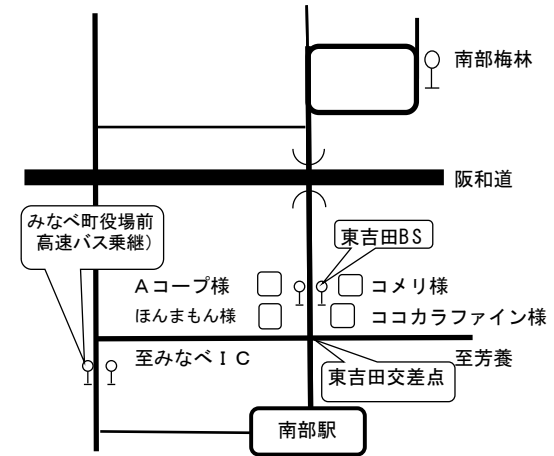 南部梅林
阪和道
みなべ町役場前
高速バス乗継）
東吉田BS
Ａコープ様
コメリ様
ほんまもん様
ココカラファイン様
至みなべＩＣ
至芳養
東吉田交差点
南部駅